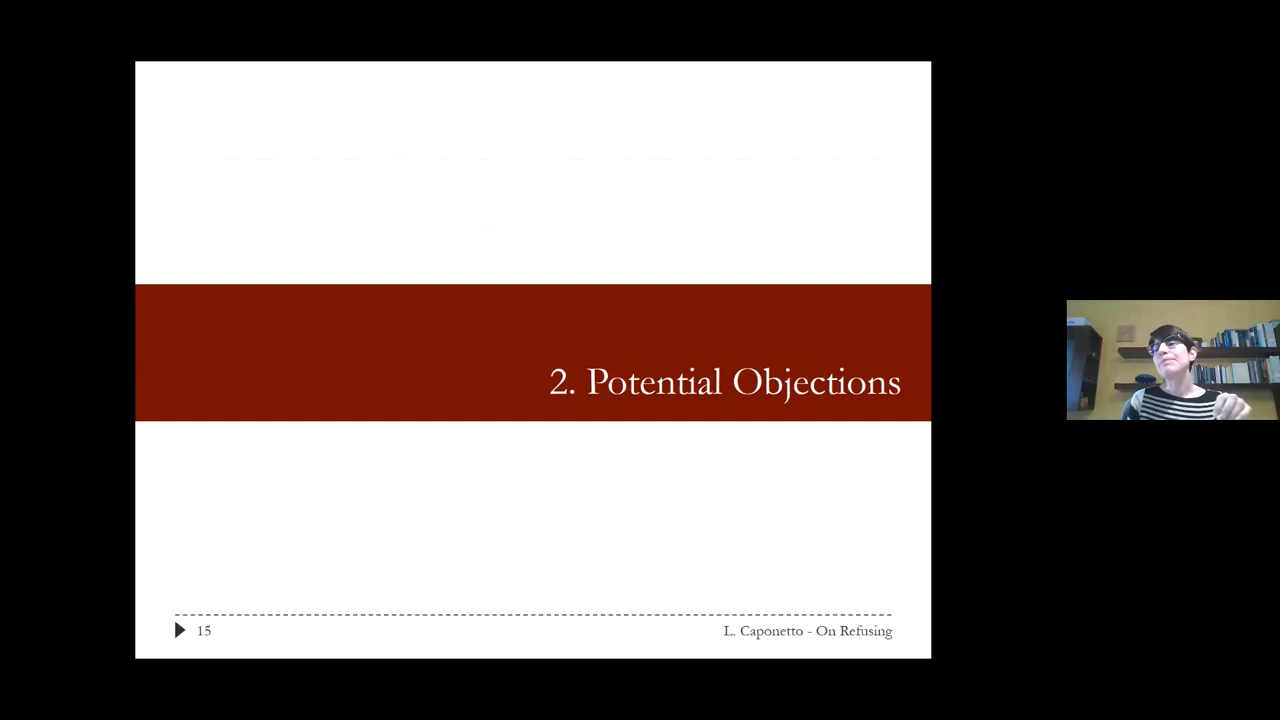 2. Potential Objections
15
L. Caponetto - On Refusing